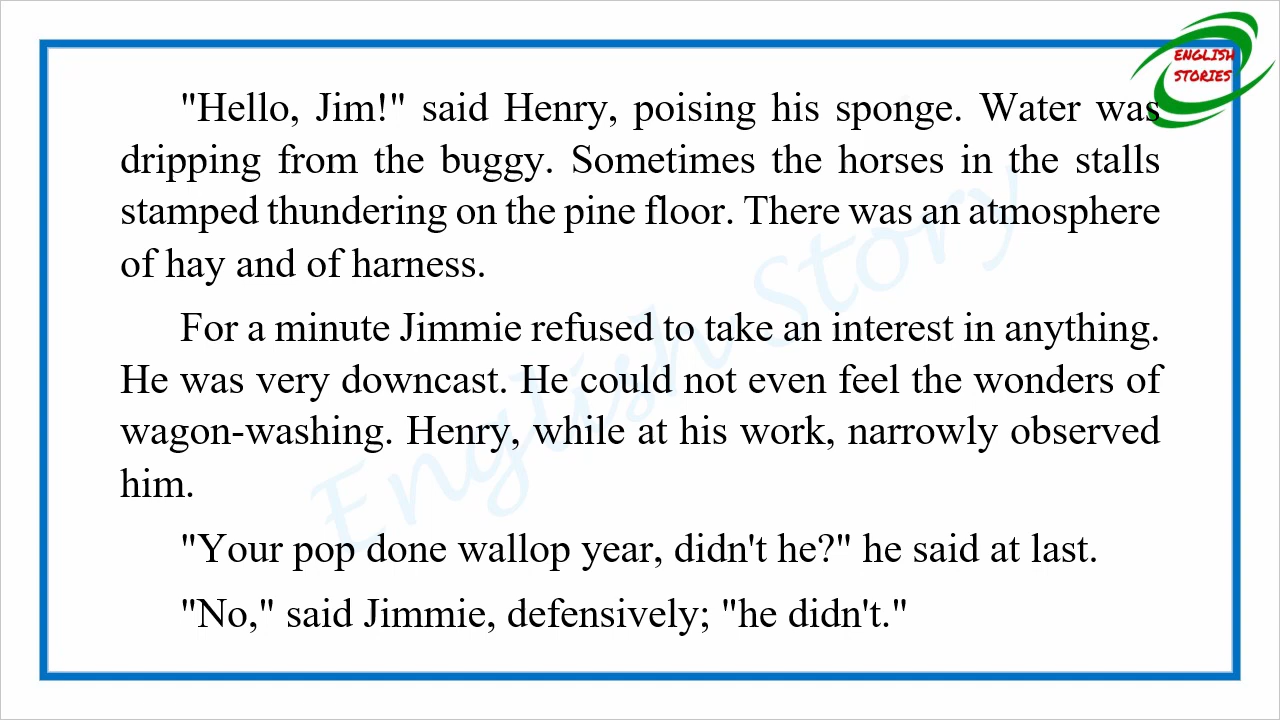 ENGLISH
STORIES
"Hello, Jim!" said Henry, poising his sponge. Water was
dripping from the buggy. Sometimes the horses in the stalls
stamped thundering on the pine floor. There was an atmosphere
of hay and of harness.
For a minute Jimmie refused to take an interest in anything.
He was very downcast. He could not even feel the wonders of
wagon-washing. Henry, while at his work, narrowly observed
him.
"Your pop done wallop year, didn't he?" he said at last.
"No," said Jimmie, defensively; "he didn't."
English Story